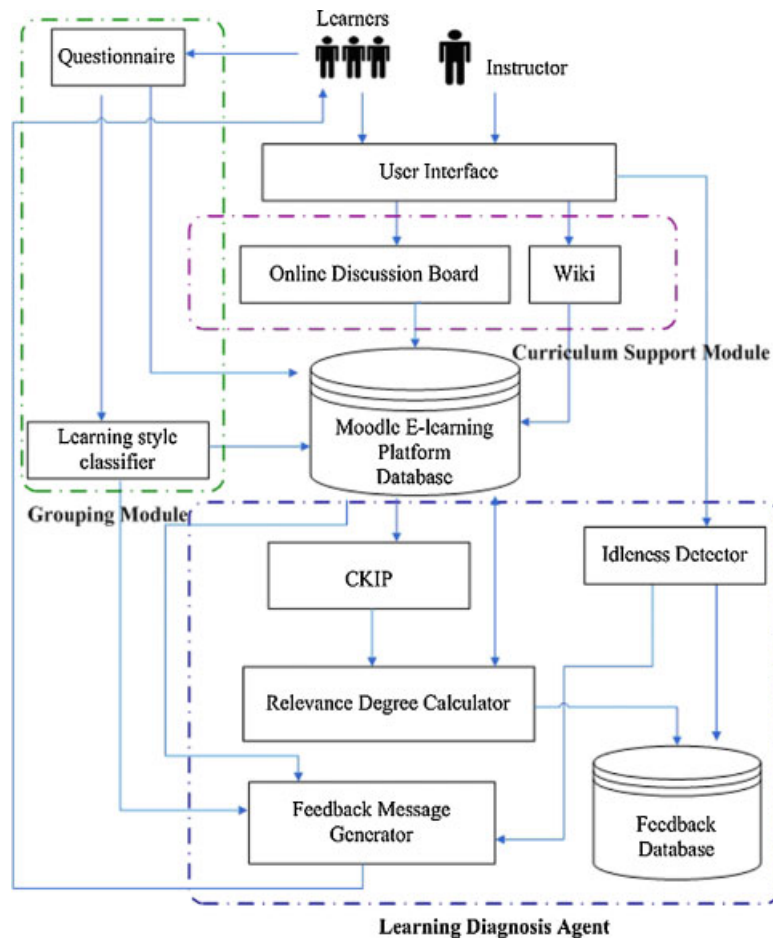 Learners
Questionnaire
Instructor
User Interface
Online Discussion Board
Wiki
Curriculum Support Module
Moodle E-learning
Platform
Database
Learning style
classifier
Grouping Module
Idleness Detector
CKIP
Relevance Degree Calculator
Feedback Message
Generator
Feedback
Database
Learning Diagnosis Agent